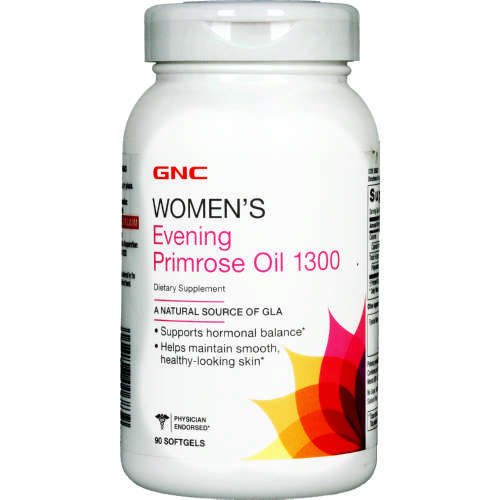 GNC
WOMEN'S
Evening
Primrose Oil 1300
Dietary Supplement
A NATURAL SOURCE OF GLA
• Supports hormonal balance*
• Helps maintain smooth,
healthy-looking skin*
PHYSICIAN
ENDORSED*
90 SOFTGELS